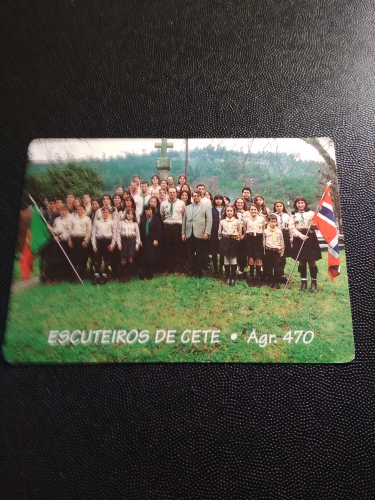 ESCUTEIROS DE CETE • Agr. 470